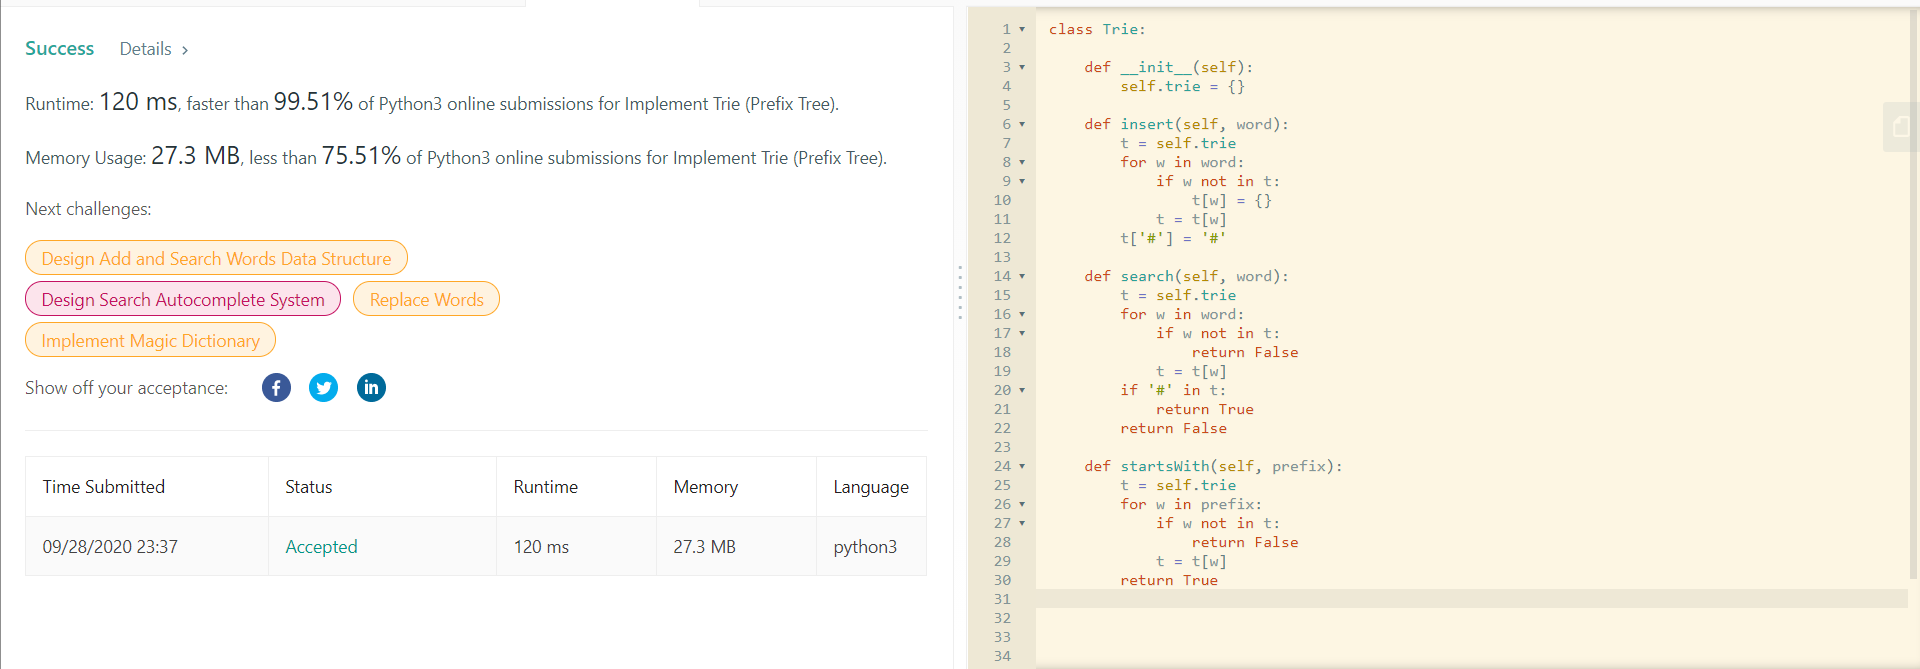 Success Details >
Runtime: 120 ms, faster than 99.51% of Python3 online submissions for Implement Trie (Prefix Tree).
Memory Usage: 27.3 MB, less than 75.51% of Python3 online submissions for Implement Trie (Prefix Tree).
Next challenges:
Design Add and Search Words Data Structure
Design Search Autocomplete System Replace Words
Implement Magic Dictionary
Show off your acceptance:
Time Submitted Status Runtime Memory Language
09/28/2020 23:37 Accepted 120 ms 27.3 MB python3
1 class Trie:
2
3     def __init__(self):
4         self.trie = {}
5
6     def insert(self, word):
7         t = self.trie
8         for w in word:
9             if w not in t:
10                 t[w] = {}
11             t = t[w]
12         t['#'] = '#'
13
14     def search(self, word):
15         t = self.trie
16         for w in word:
17             if w not in t:
18                 return False
19             t = t[w]
20         if '#' in t:
21             return True
22         return False
23
24     def startsWith(self, prefix):
25         t = self.trie
26         for w in prefix:
27             if w not in t:
28                 return False
29             t = t[w]
30         return True
31
32
33
34